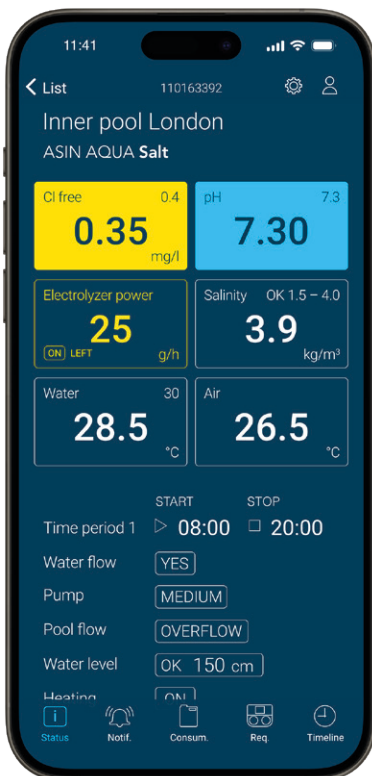 11:41
List 110163392
Inner pool London
ASIN AQUA Salt
Cl free 0.4 pH 7.3
0.35 7.30
mg/l
Electrolyzer power Salinity OK 1.5 – 4.0
25 3.9
ON LEFT g/h kg/m³
Water 30 Air
28.5 26.5
°C °C
START STOP
Time period 1 08:00 20:00
Water flow YES
Pump MEDIUM
Pool flow OVERFLOW
Water level OK 150 cm
Heating ON
i
Status Notif. Consum. Req. Timeline